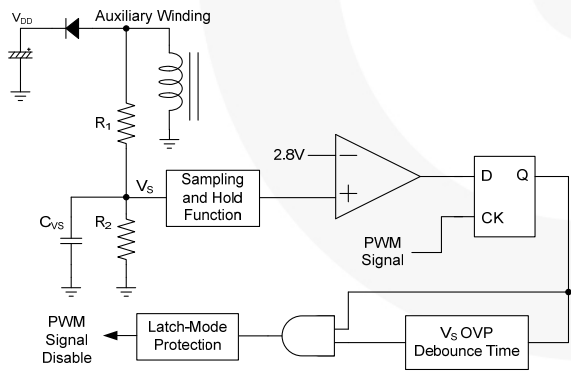 Auxiliary Winding
VDD
R1
VS
Sampling
and Hold
Function
2.8V
D Q
CK
CVS
R2
PWM
Signal
PWM
Signal
Disable
Latch-Mode
Protection
VS OVP
Debounce Time